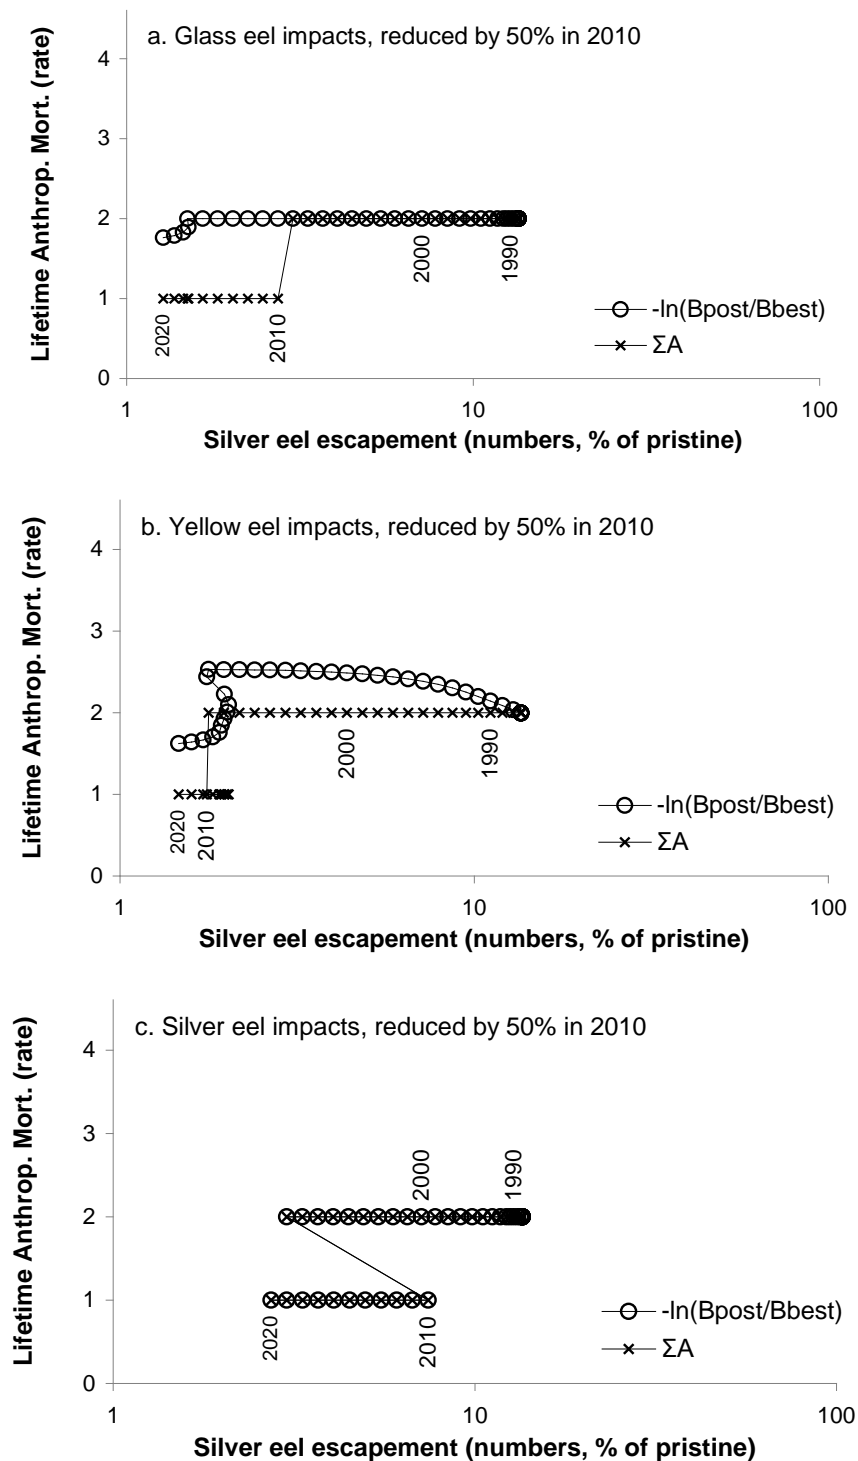 a. Glass eel impacts, reduced by 50% in 2010
Lifetime Anthrop. Mort. (rate)
4
3
2
1
0
2020
2010
2000
1990
-ln(Bpost/Bbest)
ΣA
1
10
100
Silver eel escapement (numbers, % of pristine)
b. Yellow eel impacts, reduced by 50% in 2010
Lifetime Anthrop. Mort. (rate)
4
3
2
1
0
2020
2010
2000
1990
-ln(Bpost/Bbest)
ΣA
1
10
100
Silver eel escapement (numbers, % of pristine)
c. Silver eel impacts, reduced by 50% in 2010
Lifetime Anthrop. Mort. (rate)
4
3
2
1
0
2000
1990
2020
2010
-ln(Bpost/Bbest)
ΣA
1
10
100
Silver eel escapement (numbers, % of pristine)